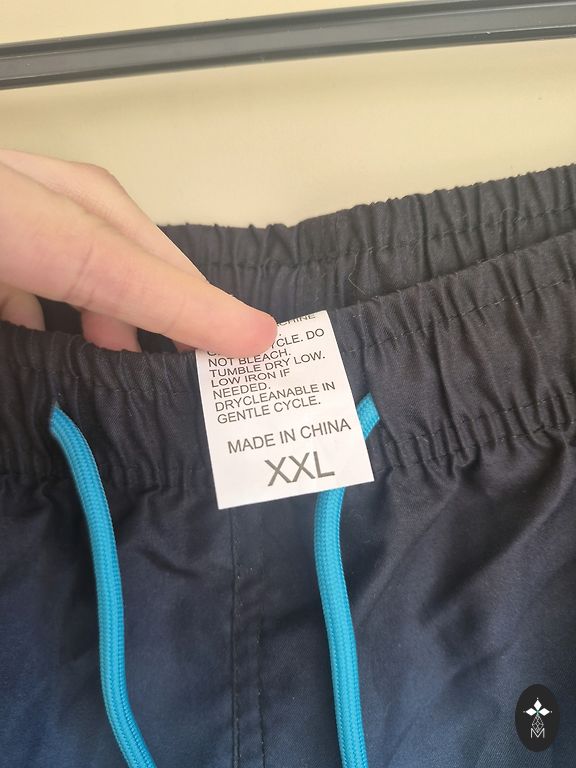 CYCLE. DO
NOT BLEACH.
TUMBLE DRY LOW.
LOW IRON IF
NEEDED.
DRYCLEANABLE IN
GENTLE CYCLE.
MADE IN CHINA
XXL
M